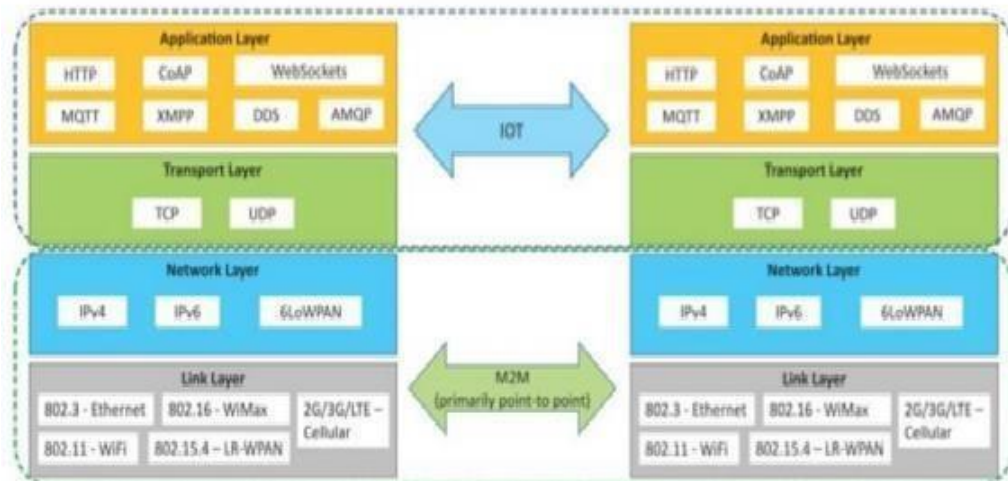 Application Layer
HTTP CoAP WebSockets
MQTT XMPP DDS AMQP
Transport Layer
TCP UDP
Network Layer
IPv4 IPv6 6LoWPAN
Link Layer
802.3 - Ethernet 802.16 - WiMax 2G/3G/LTE –
Cellular
802.11 - WiFi 802.15.4 – LR-WPAN
IOT
M2M
(primarily point-to point)
Application Layer
HTTP CoAP WebSockets
MQTT XMPP DDS AMQP
Transport Layer
TCP UDP
Network Layer
IPv4 IPv6 6LoWPAN
Link Layer
802.3 - Ethernet 802.16 - WiMax 2G/3G/LTE –
Cellular
802.11 - WiFi 802.15.4 – LR-WPAN